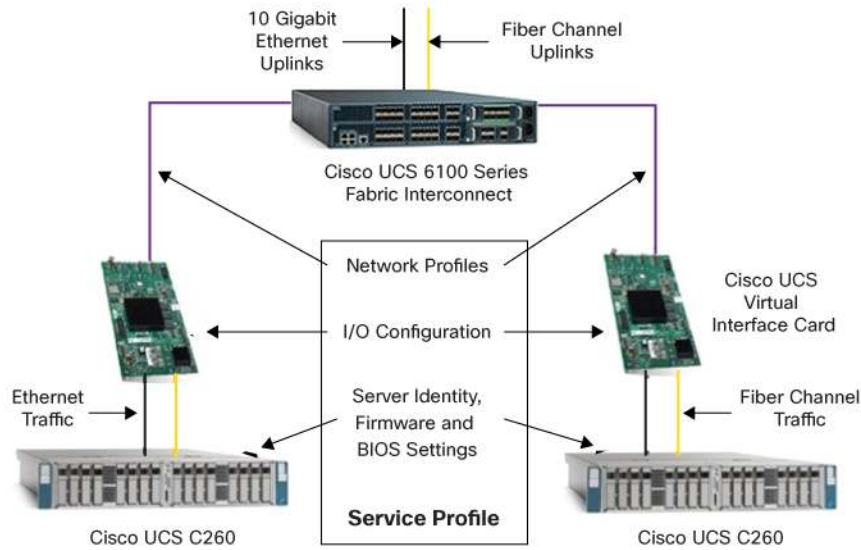 10 Gigabit
Ethernet
Uplinks
Fiber Channel
Uplinks
Cisco UCS 6100 Series
Fabric Interconnect
Network Profiles
I/O Configuration
Cisco UCS
Virtual
Interface Card
Ethernet
Traffic
Server Identity,
Firmware and
BIOS Settings
Fiber Channel
Traffic
Service Profile
Cisco UCS C260
Cisco UCS C260